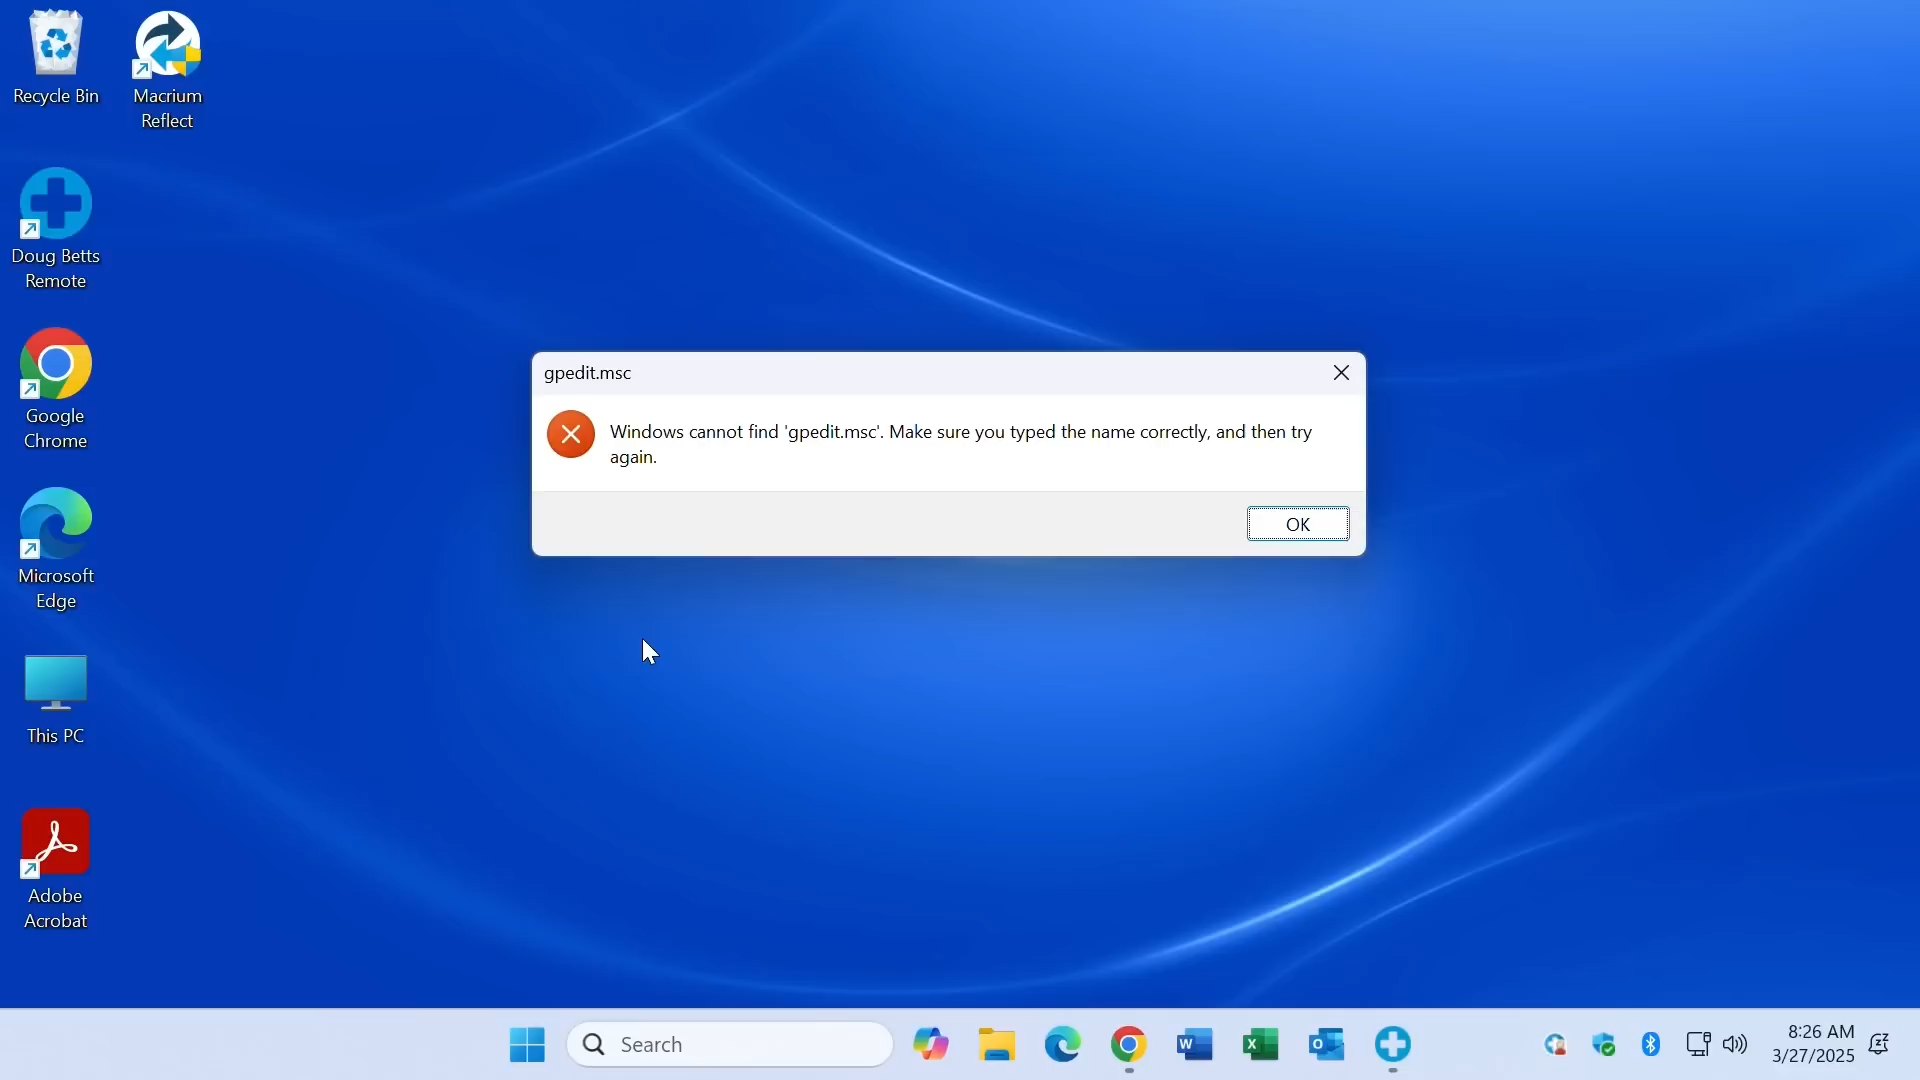 Recycle Bin
Macrium
Reflect
Doug Betts
Remote
Google
Chrome
Microsoft
Edge
This PC
Adobe
Acrobat
gpedit.msc
Windows cannot find 'gpedit.msc'. Make sure you typed the name correctly, and then try
again.
OK
Search
8:26 AM
3/27/2025